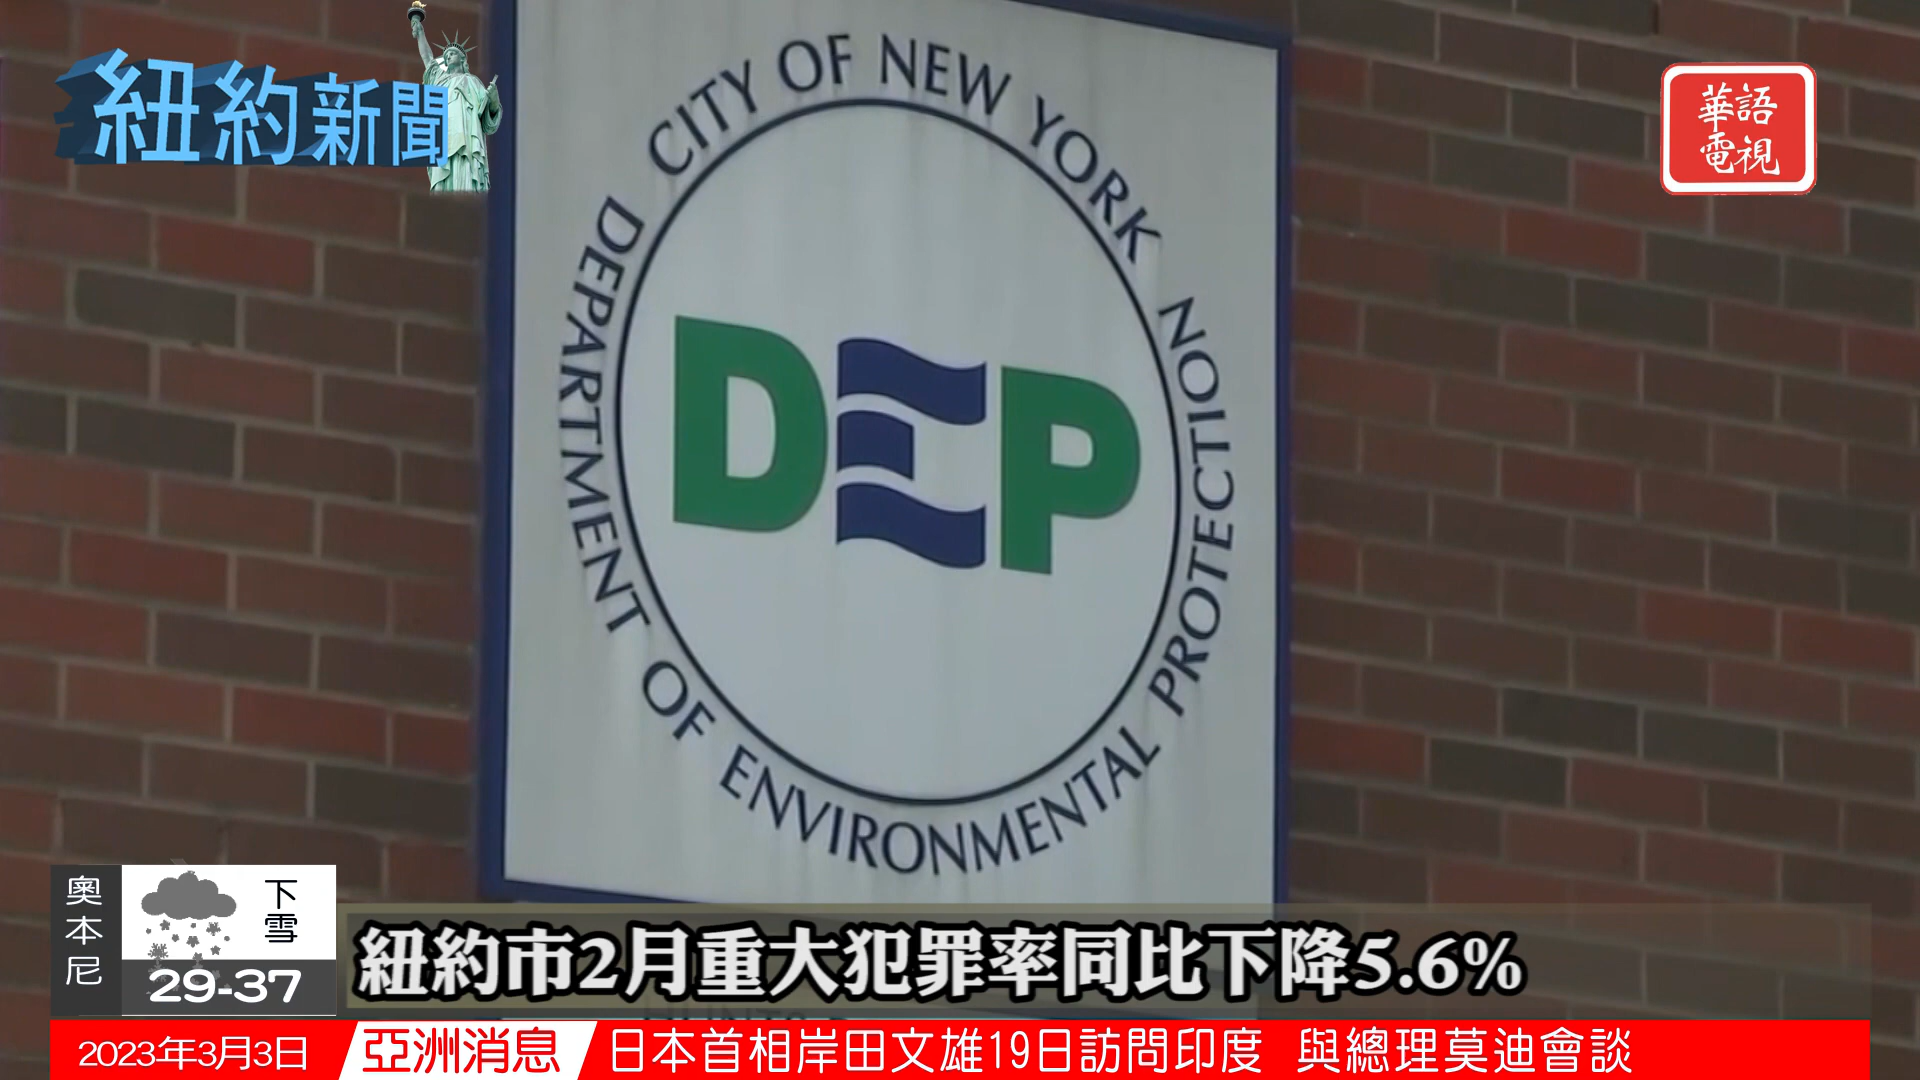 紐約新聞
華語
電視
CITY OF NEW YORK
DEPARTMENT OF ENVIRONMENTAL PROTECTION
DEP
奧本尼
下雪
29-37
紐約市2月重大犯罪率同比下降5.6%
2023年3月3日
亞洲消息
日本首相岸田文雄19日訪問印度 與總理莫迪會談